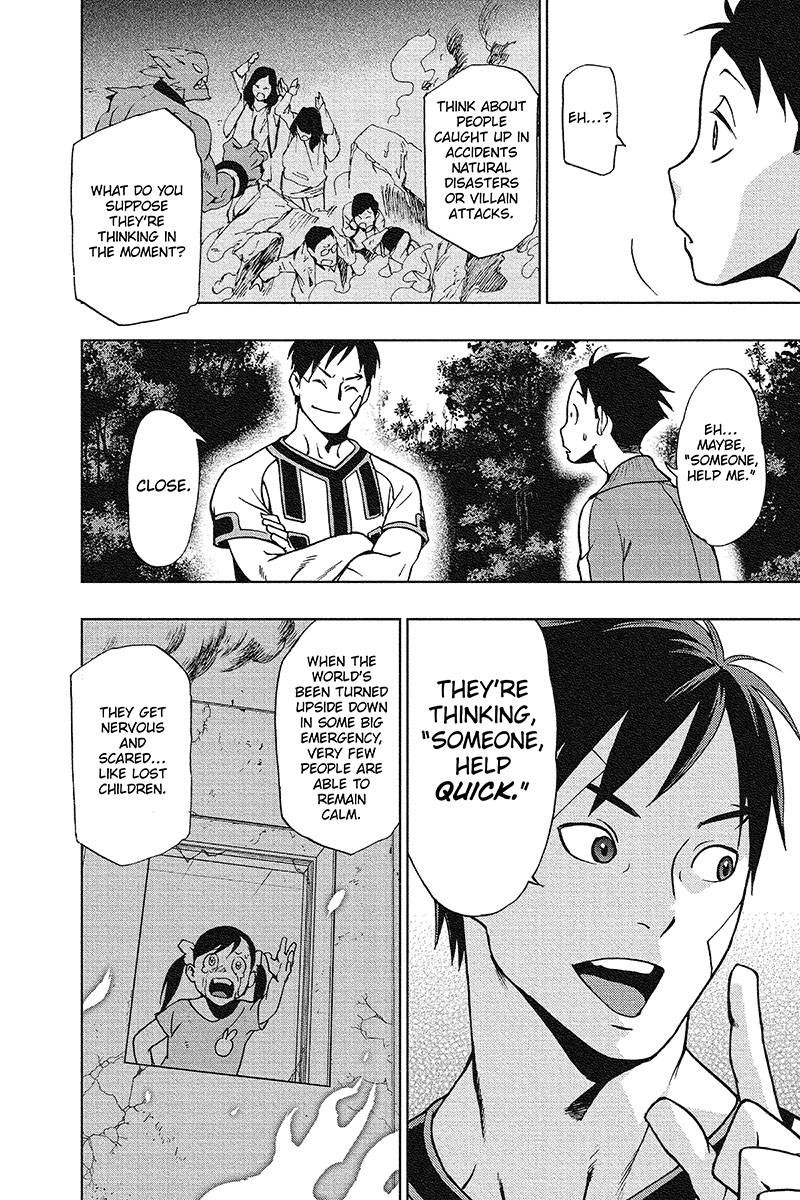 EH...?
THINK ABOUT
PEOPLE
CAUGHT UP
IN
ACCIDENTS
NATURAL
DISASTERS
OR VILLAIN
ATTACKS.
WHAT DO YOU
SUPPOSE
THEY'RE
THINKING IN
THE MOMENT?
EH...
MAYBE,
"SOMEONE,
HELP ME."
CLOSE.
THEY'RE
THINKING,
"SOMEONE,
HELP
QUICK."
WHEN THE
WORLD'S
BEEN TURNED
UPSIDE DOWN
IN SOME BIG
EMERGENCY,
VERY FEW
PEOPLE ARE
ABLE TO
REMAIN
CALM.
THEY GET
NERVOUS
AND
SCARED...
LIKE LOST
CHILDREN.